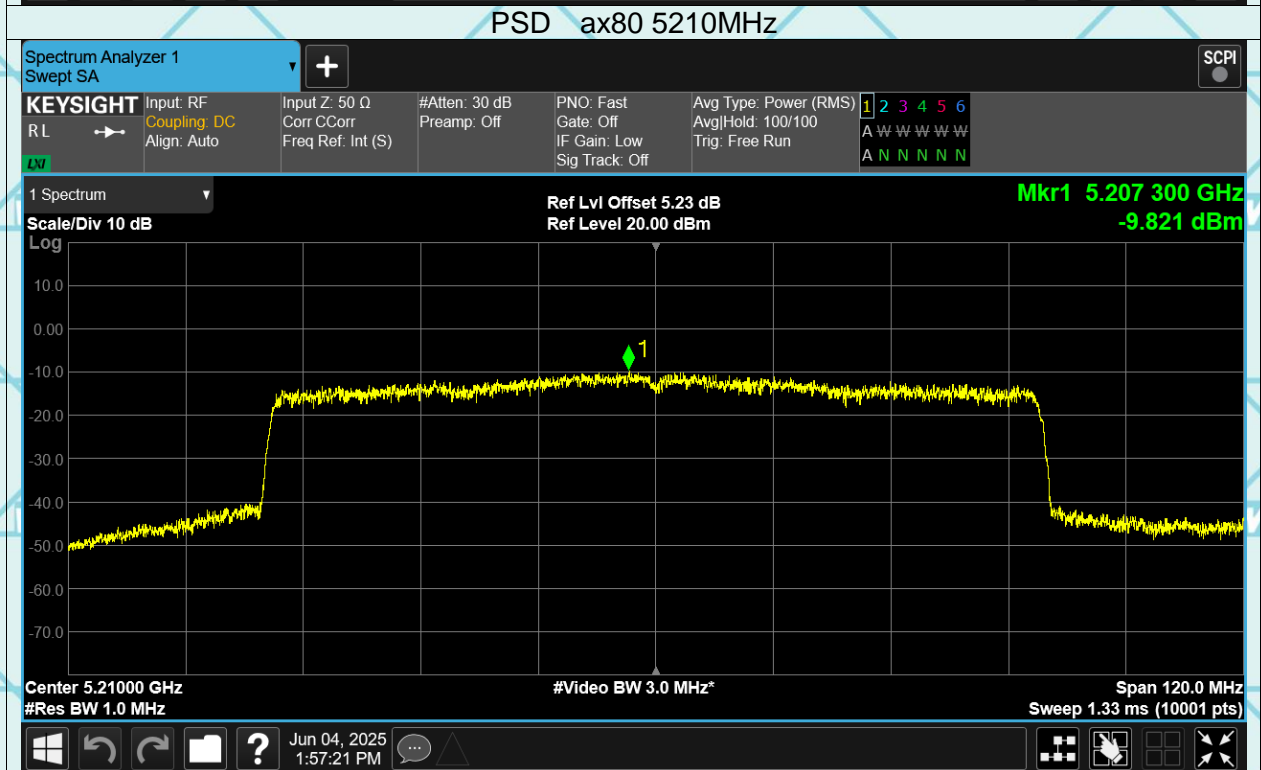 PSD ax80 5210MHz
Spectrum Analyzer 1
Swept SA
+
SCPI
KEYSIGHT
R L
LXI
Input: RF
Coupling: DC
Align: Auto
Input Z: 50 Ω
Corr CCorr
Freq Ref: Int (S)
#Atten: 30 dB
Preamp: Off
PNO: Fast
Gate: Off
IF Gain: Low
Sig Track: Off
Avg Type: Power (RMS)
Avg|Hold: 100/100
Trig: Free Run
1 2 3 4 5 6
A W W W W W
A N N N N N
1 Spectrum
Scale/Div 10 dB
Ref Lvl Offset 5.23 dB
Ref Level 20.00 dBm
Mkr1 5.207 300 GHz
-9.821 dBm
Log
10.0
0.00
-10.0
-20.0
-30.0
-40.0
-50.0
-60.0
-70.0
1
Center 5.21000 GHz
#Res BW 1.0 MHz
#Video BW 3.0 MHz*
Span 120.0 MHz
Sweep 1.33 ms (10001 pts)
?
Jun 04, 2025
1:57:21 PM